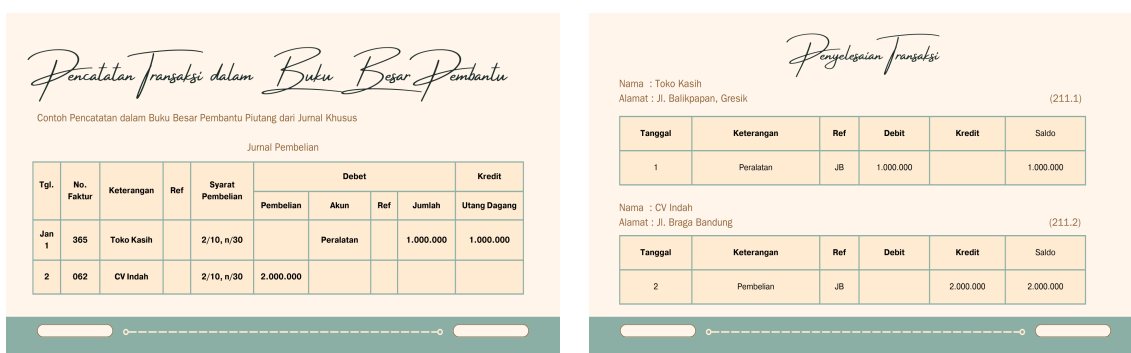 Pencatatan Transaksi dalam Buku Besar Pembantu
Contoh Pencatatan dalam Buku Besar Pembantu Piutang dari Jurnal Khusus
Jurnal Pembelian
Tgl. No. Faktur Keterangan Ref Syarat Pembelian Debet Kredit
Pembelian Akun Ref Jumlah Utang Dagang
Jan 1 365 Toko Kasih 2/10, n/30 Peralatan 1.000.000 1.000.000
2 062 CV Indah 2/10, n/30 2.000.000
Penyelesaian Transaksi
Nama : Toko Kasih
Alamat : Jl. Balikpapan, Gresik (211.1)
Tanggal Keterangan Ref Debit Kredit Saldo
1 Peralatan JB 1.000.000 1.000.000
Nama : CV Indah
Alamat : Jl. Braga Bandung (211.2)
Tanggal Keterangan Ref Debit Kredit Saldo
2 Pembelian JB 2.000.000 2.000.000